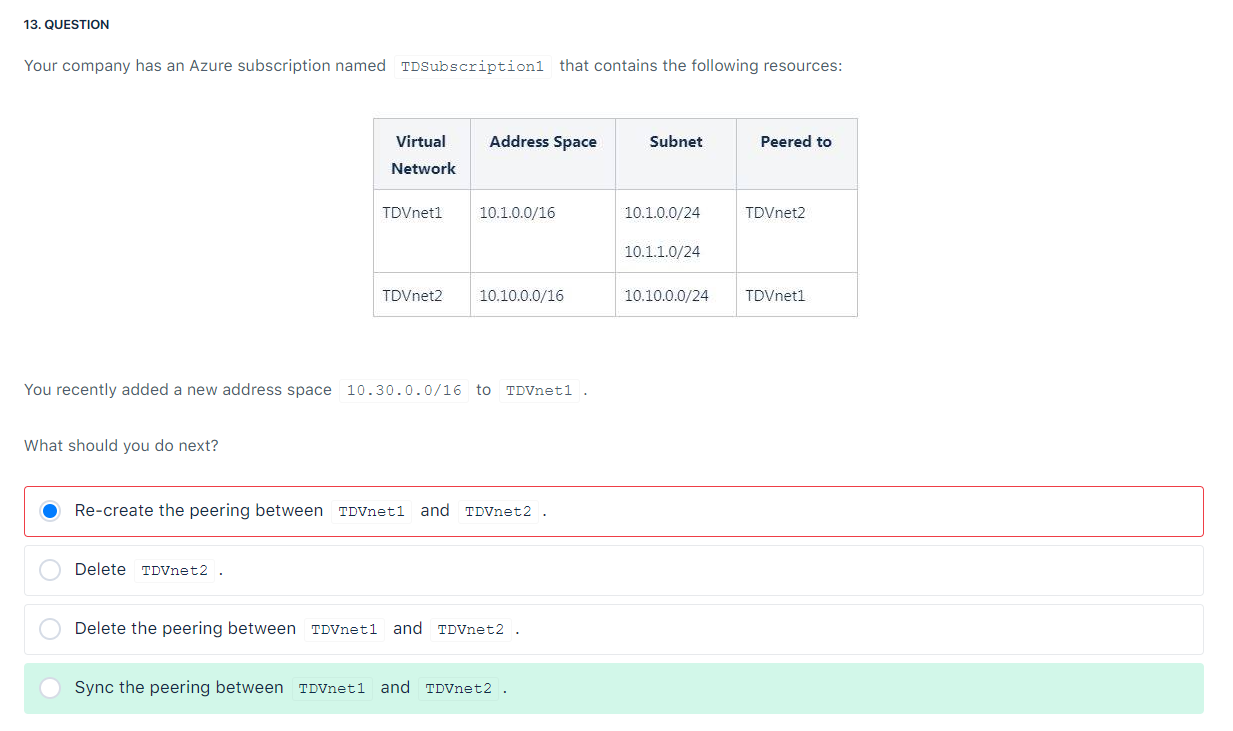 13. QUESTION
Your company has an Azure subscription named TDSubscription1 that contains the following resources:
Virtual Network Address Space Subnet Peered to
TDVnet1 10.1.0.0/16 10.1.0.0/24 TDVnet2
10.1.1.0/24
TDVnet2 10.10.0.0/16 10.10.0.0/24 TDVnet1
You recently added a new address space 10.30.0.0/16 to TDVnet1 .
What should you do next?
Re-create the peering between TDVnet1 and TDVnet2 .
Delete TDVnet2 .
Delete the peering between TDVnet1 and TDVnet2 .
Sync the peering between TDVnet1 and TDVnet2 .